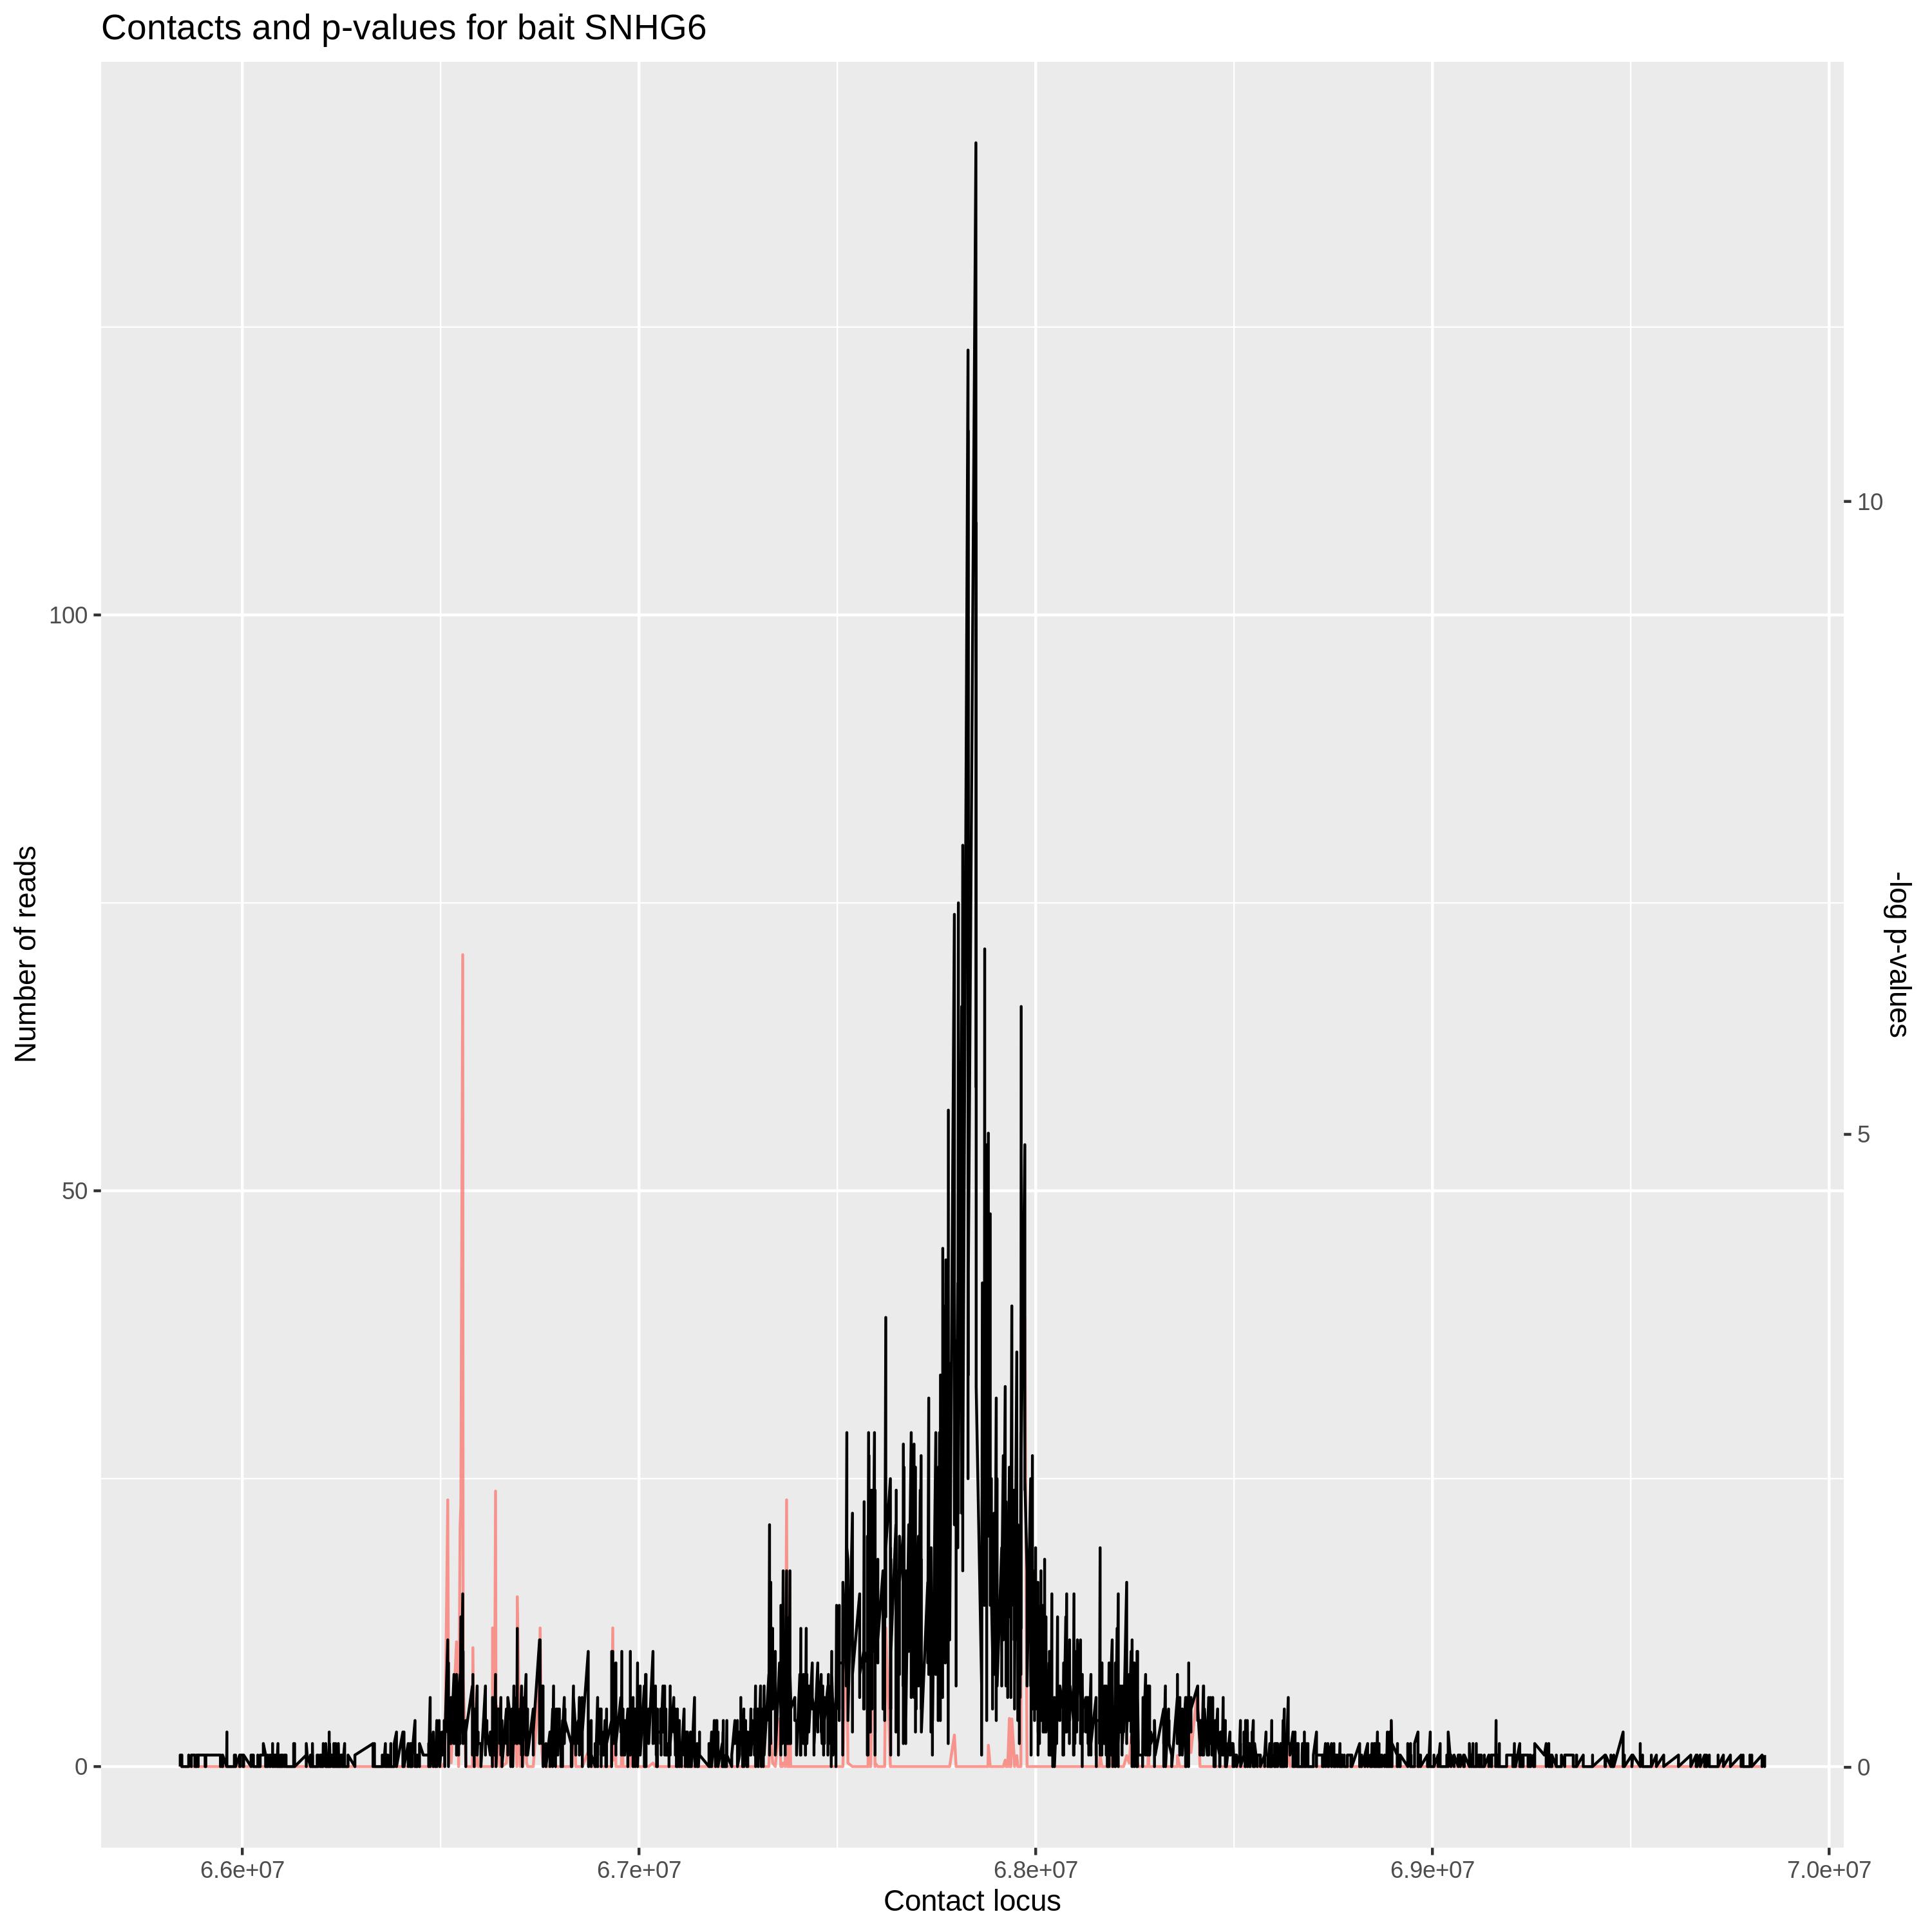 Contacts and p-values for bait SNHG6
Number of reads
100
50
0
10
5
0
-log p-values
6.6e+07
6.7e+07
6.8e+07
6.9e+07
7.0e+07
Contact locus